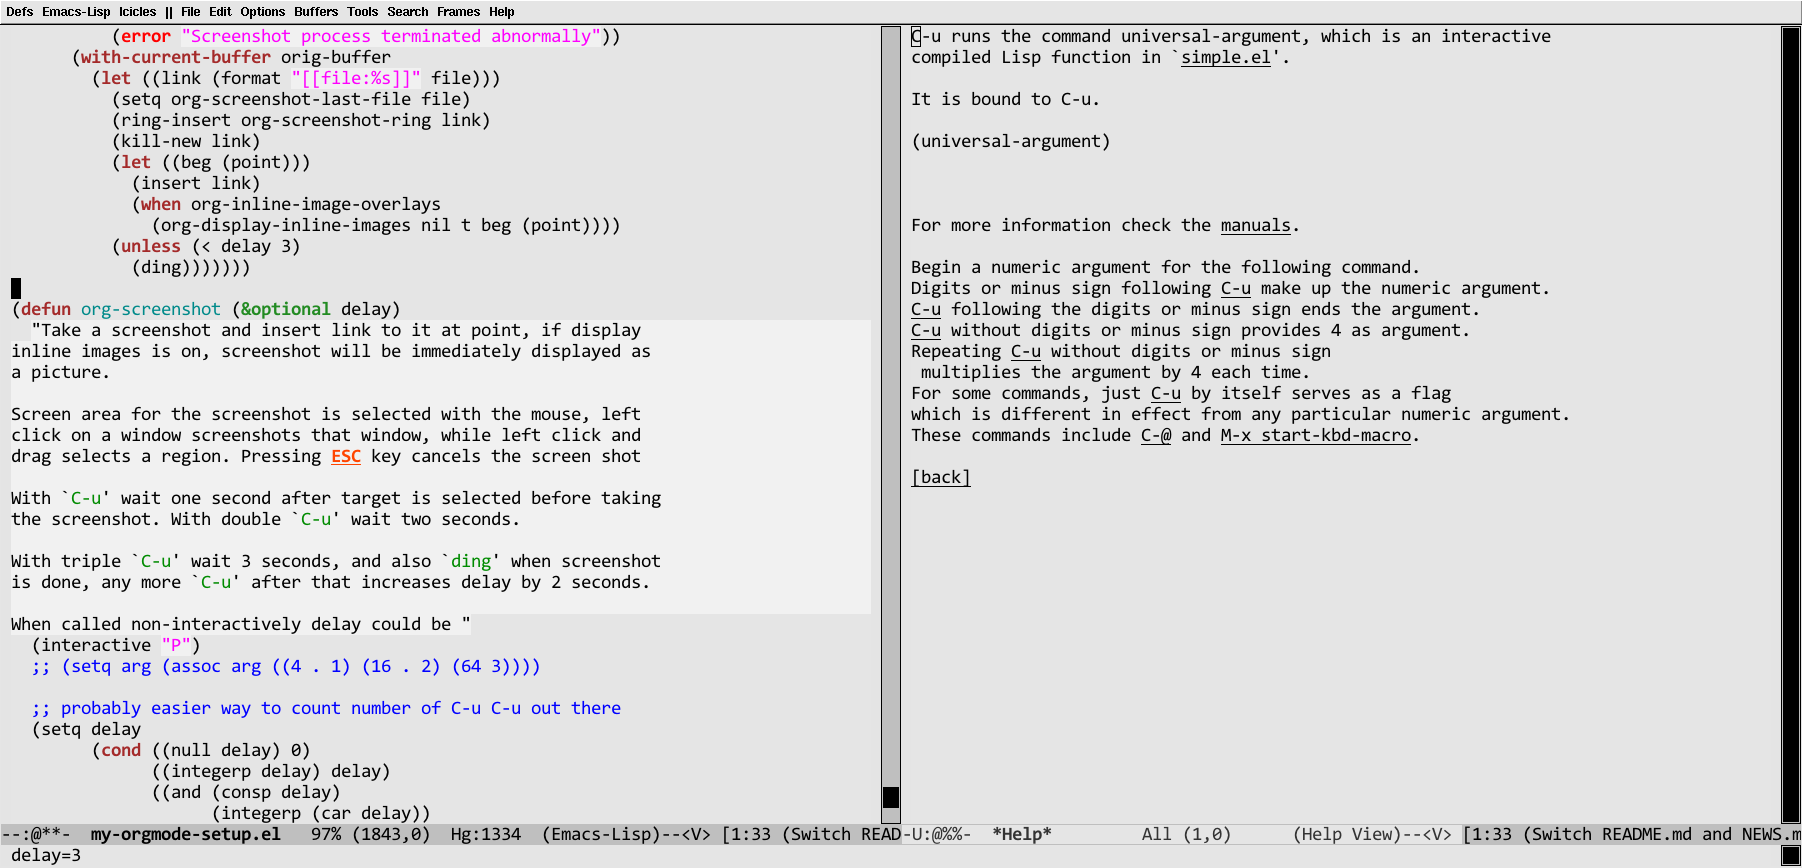 Defs Emacs-Lisp Icicles || File Edit Options Buffers Tools Search Frames Help
(error "Screenshot process terminated abnormally"))
(with-current-buffer orig-buffer
(let ((link (format "[[file:%s]]" file)))
(setq org-screenshot-last-file file)
(ring-insert org-screenshot-ring link)
(kill-new link)
(let ((beg (point)))
(insert link)
(when org-inline-image-overlays
(org-display-inline-images nil t beg (point))))
(unless (< delay 3)
(ding)))))))
(defun org-screenshot (&optional delay)
"Take a screenshot and insert link to it at point, if display
inline images is on, screenshot will be immediately displayed as
a picture.
Screen area for the screenshot is selected with the mouse, left
click on a window screenshots that window, while left click and
drag selects a region. Pressing ESC key cancels the screen shot
With `C-u' wait one second after target is selected before taking
the screenshot. With double `C-u' wait two seconds.
With triple `C-u' wait 3 seconds, and also `ding' when screenshot
is done, any more `C-u' after that increases delay by 2 seconds.
When called non-interactively delay could be "
(interactive "P")
;; (setq arg (assoc arg ((4 . 1) (16 . 2) (64 3))))
;; probably easier way to count number of C-u C-u out there
(setq delay
(cond ((null delay) 0)
((integerp delay) delay)
((and (consp delay)
(integerp (car delay))
--:@**- my-orgmode-setup.el 97% (1843,0) Hg:1334 (Emacs-Lisp)--<V> [1:33 (Switch READ
C-u runs the command universal-argument, which is an interactive
compiled Lisp function in `simple.el'.
It is bound to C-u.
(universal-argument)
For more information check the manuals.
Begin a numeric argument for the following command.
Digits or minus sign following C-u make up the numeric argument.
C-u following the digits or minus sign ends the argument.
C-u without digits or minus sign provides 4 as argument.
Repeating C-u without digits or minus sign
multiplies the argument by 4 each time.
For some commands, just C-u by itself serves as a flag
which is different in effect from any particular numeric argument.
These commands include C-@ and M-x start-kbd-macro.
[back]
-U:@%%- *Help* All (1,0) (Help View)--<V> [1:33 (Switch README.md and NEWS.m
delay=3